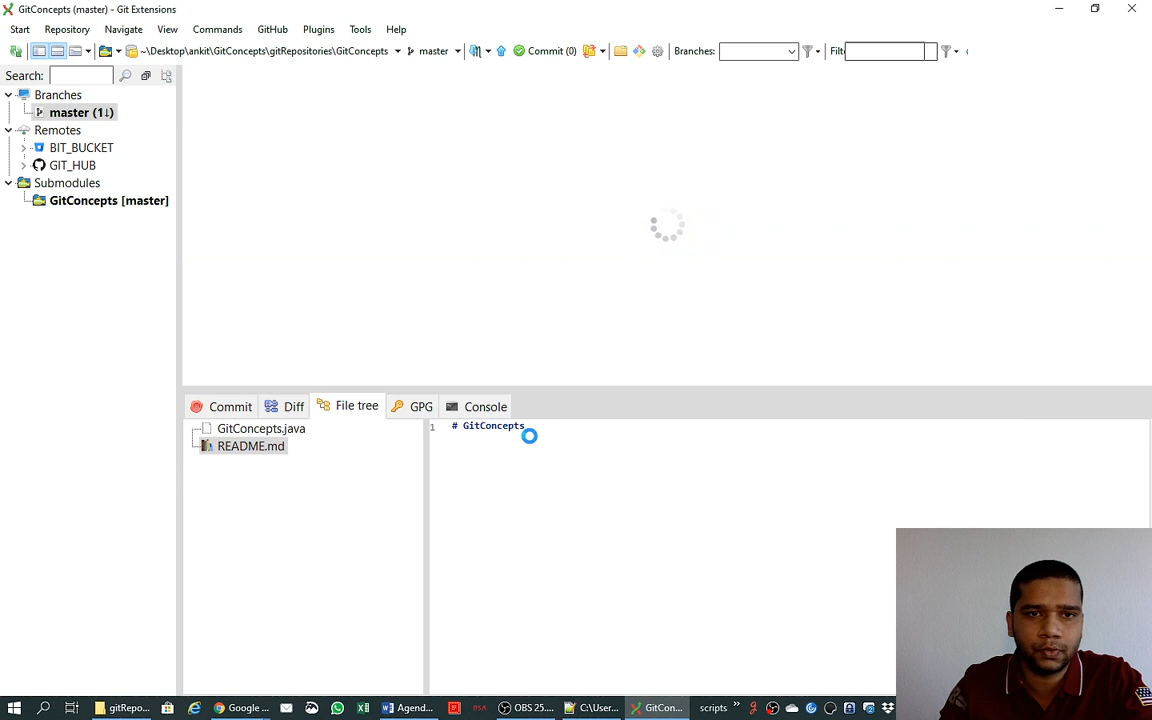 GitConcepts (master) - Git Extensions
Start Repository Navigate View Commands GitHub Plugins Tools Help
~\Desktop\ankit\GitConcepts\gitRepositories\GitConcepts master Commit (0) Branches: Filt
Search:
Branches
master (1↓)
Remotes
BIT_BUCKET
GIT_HUB
Submodules
GitConcepts [master]
Commit Diff File tree GPG Console
GitConcepts.java
README.md
1 # GitConcepts
gitRepo... Google ... Agend... OBS 25.... C:\User... GitCon... scripts »